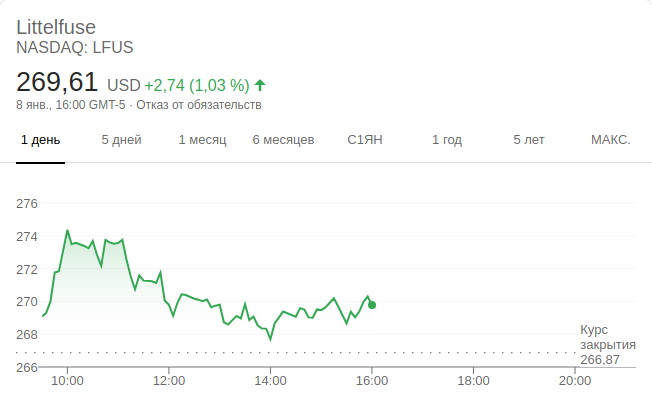 Littelfuse
NASDAQ: LFUS
269,61 USD +2,74 (1,03 %)
8 янв., 16:00 GMT-5 · Отказ от обязательств
1 день 5 дней 1 месяц 6 месяцев С1ЯН 1 год 5 лет МАКС.
276
274
272
270
268
266
Курс
закрытия
266,87
10:00 12:00 14:00 16:00 18:00 20:00